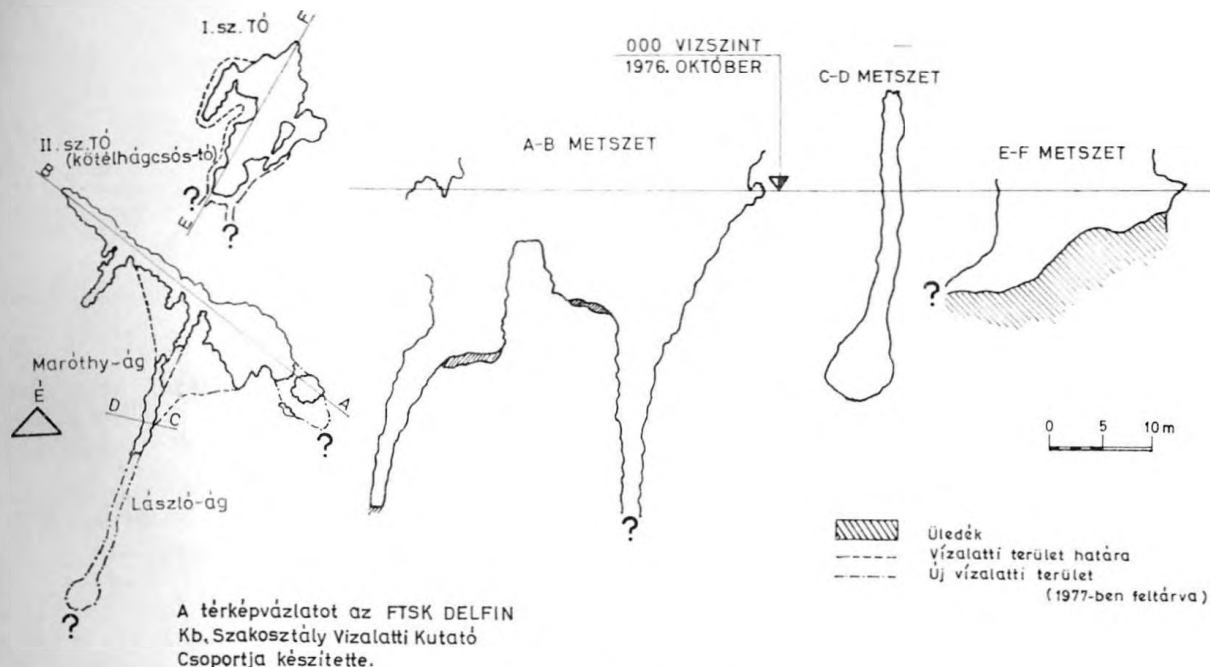 I. sz. TÓ
F
E
II. sz. TÓ
(kötélhágcsós-tó)
B
?
?
Maróthy-ág
É
D
C
A
?
László-ág
?
000 VIZSZINT
1976. OKTÓBER
A-B METSZET
?
C-D METSZET
E-F METSZET
?
0 5 10 m
Üledék
Vízalatti terület határa
Új vízalatti terület
(1977-ben feltárva)
A térképvázlatot az FTSK DELFIN
Kb. Szakosztály Vizalatti Kutató
Csoportja készítette.